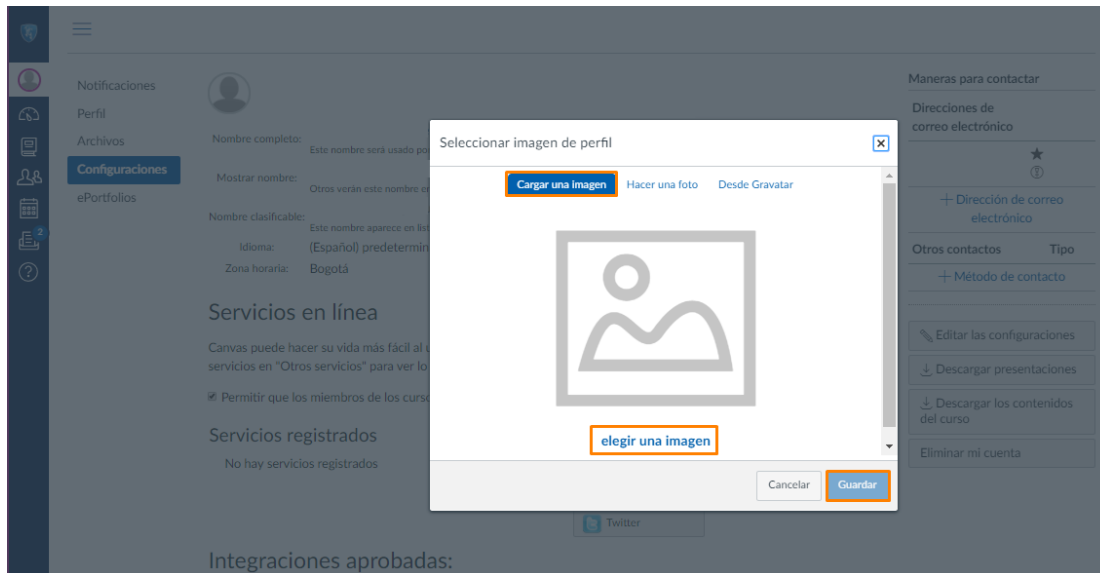 Notificaciones
Perfil
Archivos
Configuraciones
ePortfolios
2
Nombre completo:
Este nombre será usado po
Mostrar nombre:
Otros verán este nombre en
Nombre clasificable:
Este nombre aparece en list
Idioma:
(Español) predetermin
Zona horaria:
Bogotá
Servicios en línea
Canvas puede hacer su vida más fácil al
servicios en "Otros servicios" para ver lo
Permitir que los miembros de los curso
Servicios registrados
No hay servicios registrados
Twitter
Integraciones aprobadas:
Seleccionar imagen de perfil
Cargar una imagen
Hacer una foto
Desde Gravatar
elegir una imagen
Cancelar
Guardar
Maneras para contactar
Direcciones de
correo electrónico
+ Dirección de correo
electrónico
Otros contactos Tipo
+ Método de contacto
Editar las configuraciones
Descargar presentaciones
Descargar los contenidos
del curso
Eliminar mi cuenta